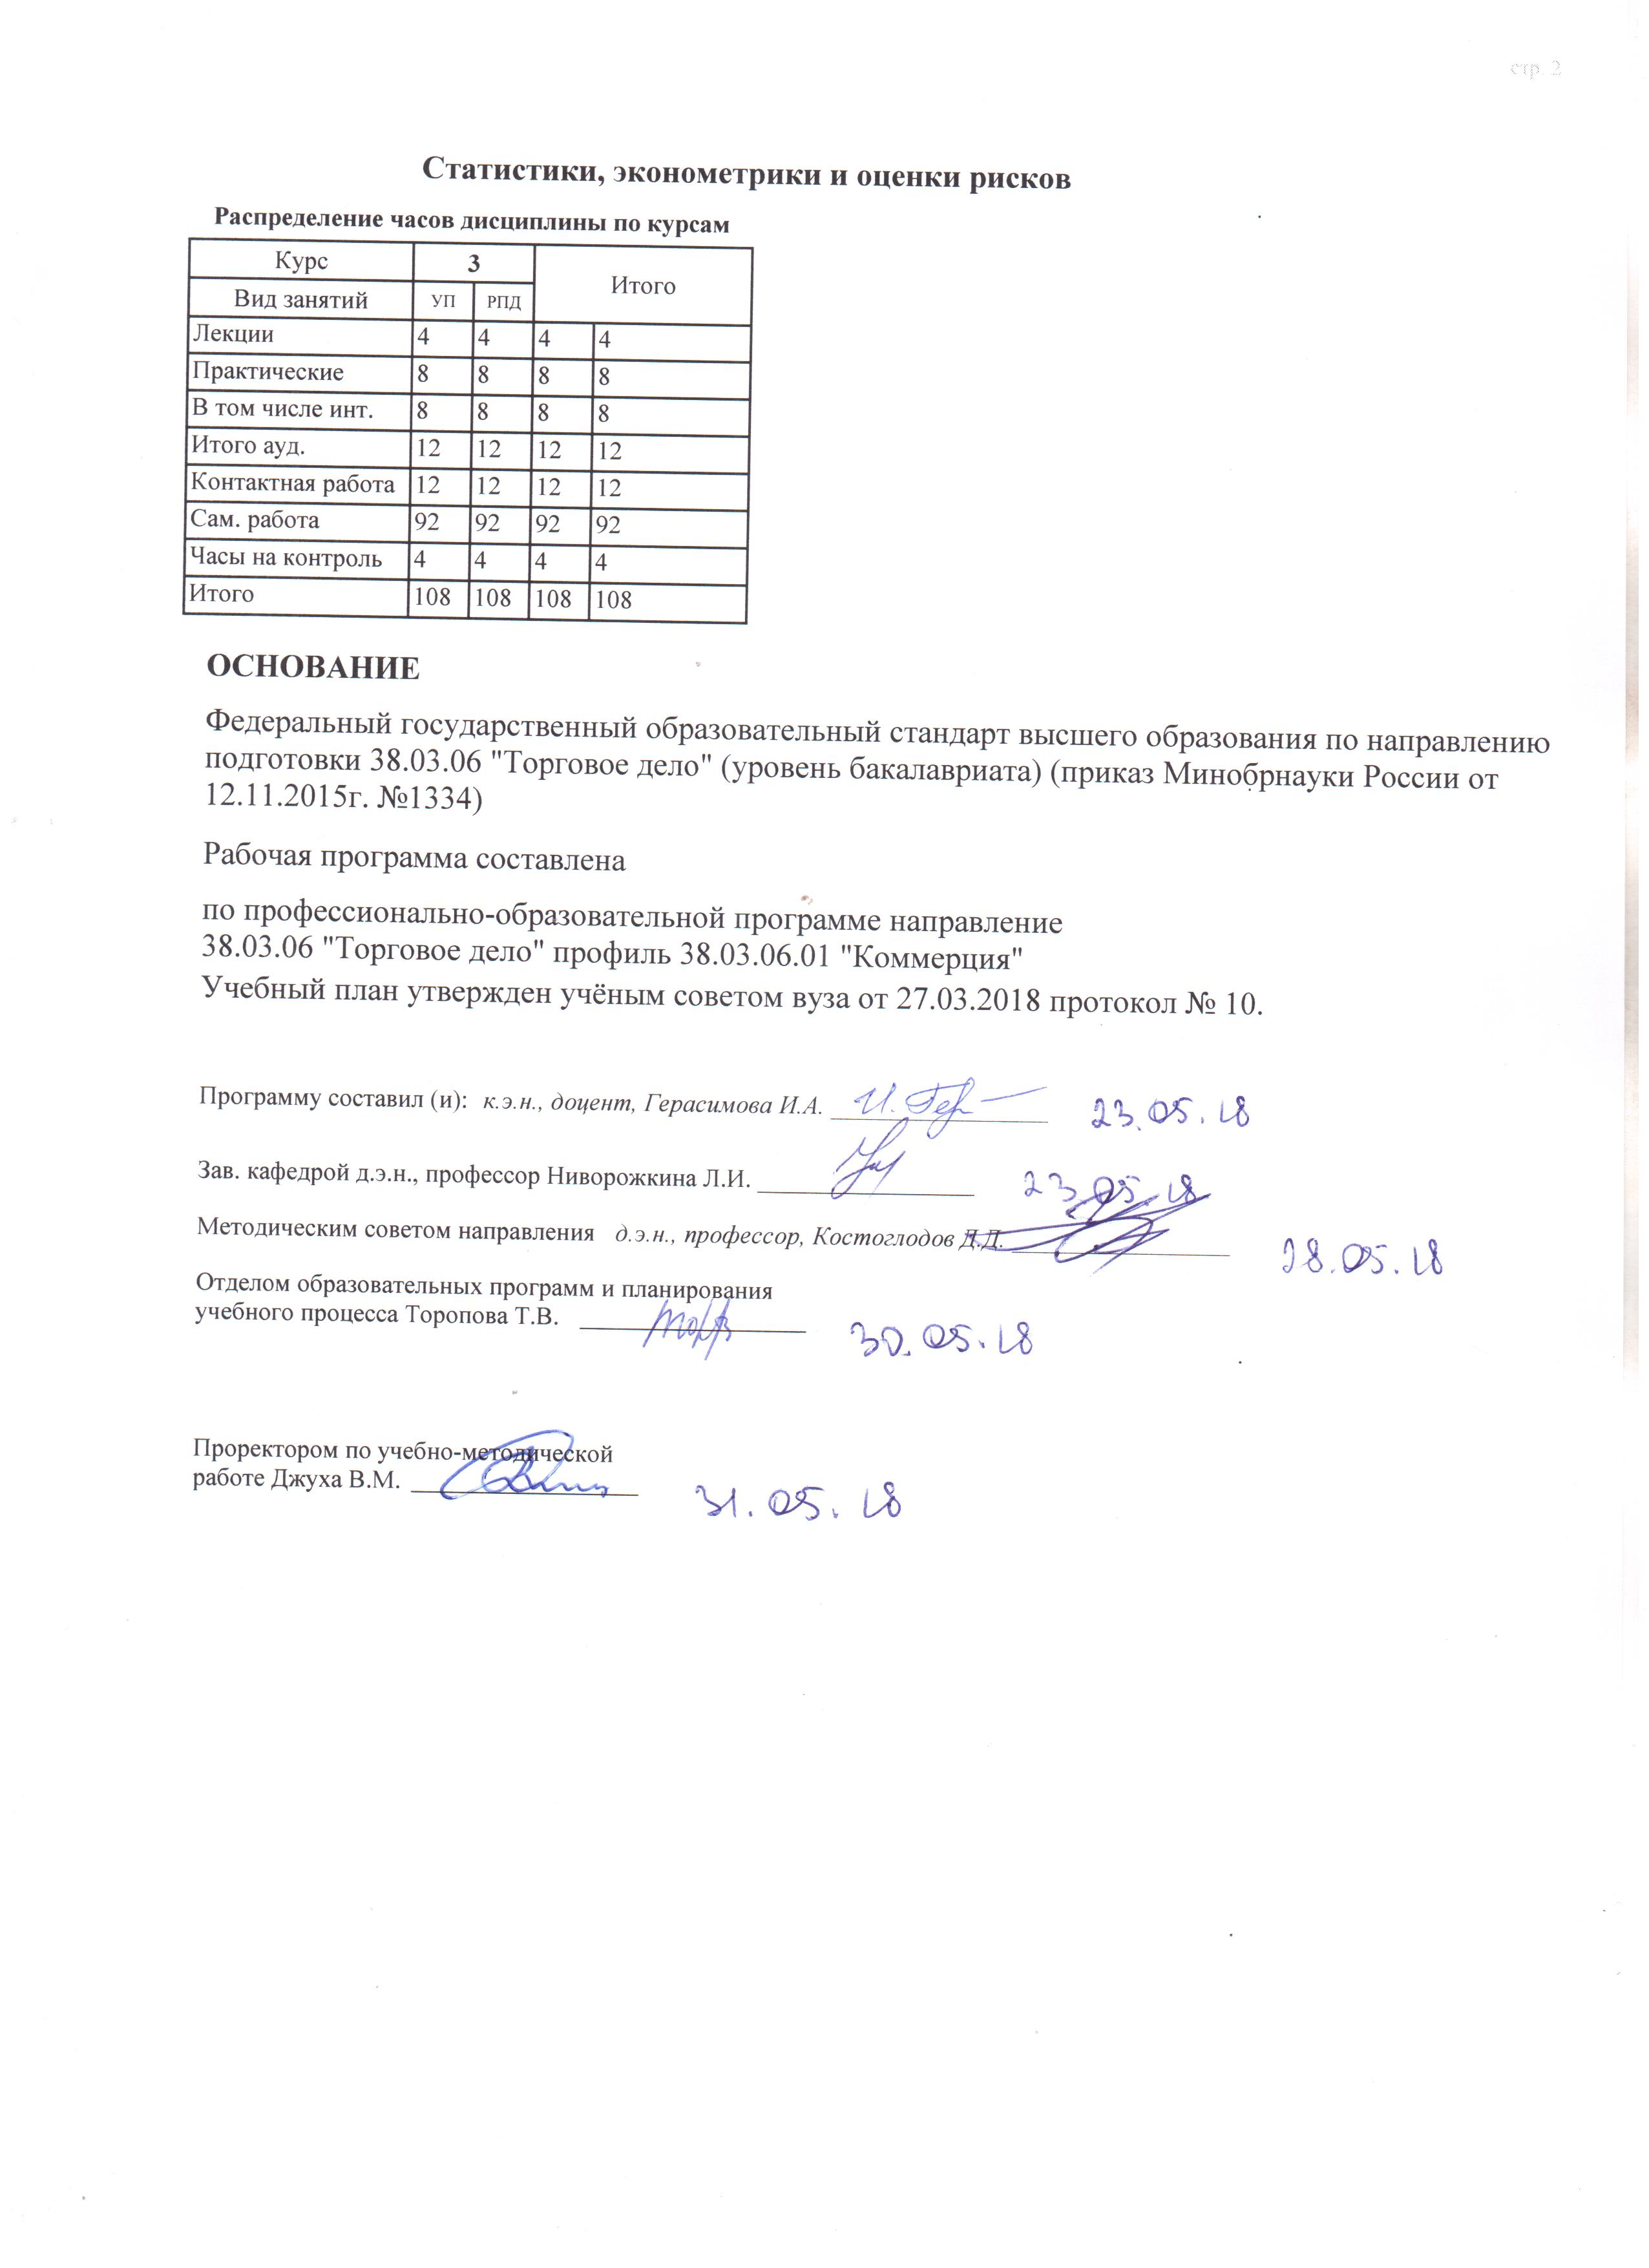 стр. 2
Статистики, эконометрики и оценки рисков
Распределение часов дисциплины по курсам
Курс 3 Итого
Вид занятий УП РПД
Лекции 4 4 4 4
Практические 8 8 8 8
В том числе инт. 8 8 8 8
Итого ауд. 12 12 12 12
Контактная работа 12 12 12 12
Сам. работа 92 92 92 92
Часы на контроль 4 4 4 4
Итого 108 108 108 108
ОСНОВАНИЕ
Федеральный государственный образовательный стандарт высшего образования по направлению
подготовки 38.03.06 "Торговое дело" (уровень бакалавриата) (приказ Минобрнауки России от
12.11.2015г. №1334)
Рабочая программа составлена
по профессионально-образовательной программе направление
38.03.06 "Торговое дело" профиль 38.03.06.01 "Коммерция"
Учебный план утвержден учёным советом вуза от 27.03.2018 протокол № 10.
Программу составил (и): к.э.н., доцент, Герасимова И.А. И. Гер 23.05.18
Зав. кафедрой д.э.н., профессор Ниворожкина Л.И. 23.05.18
Методическим советом направления д.э.н., профессор, Костоглодов Д.Д. 28.05.18
Отделом образовательных программ и планирования
учебного процесса Торопова Т.В. 30.05.18
Проректором по учебно-методической
работе Джуха В.М. 31.05.18